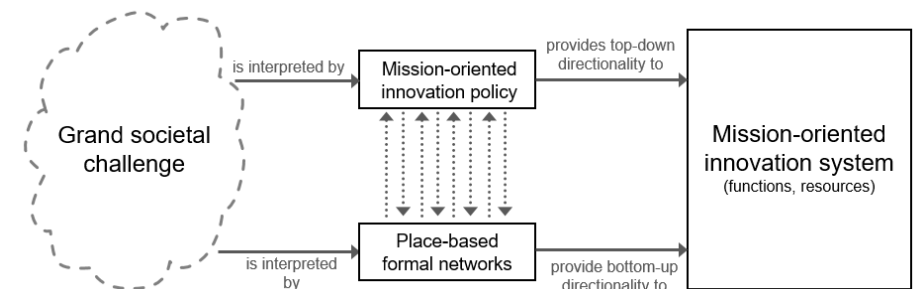 Grand societal
challenge
is interpreted by
Mission-oriented
innovation policy
provides top-down
directionality to
Mission-oriented
innovation system
(functions, resources)
is interpreted
by
Place-based
formal networks
provide bottom-up
directionality to